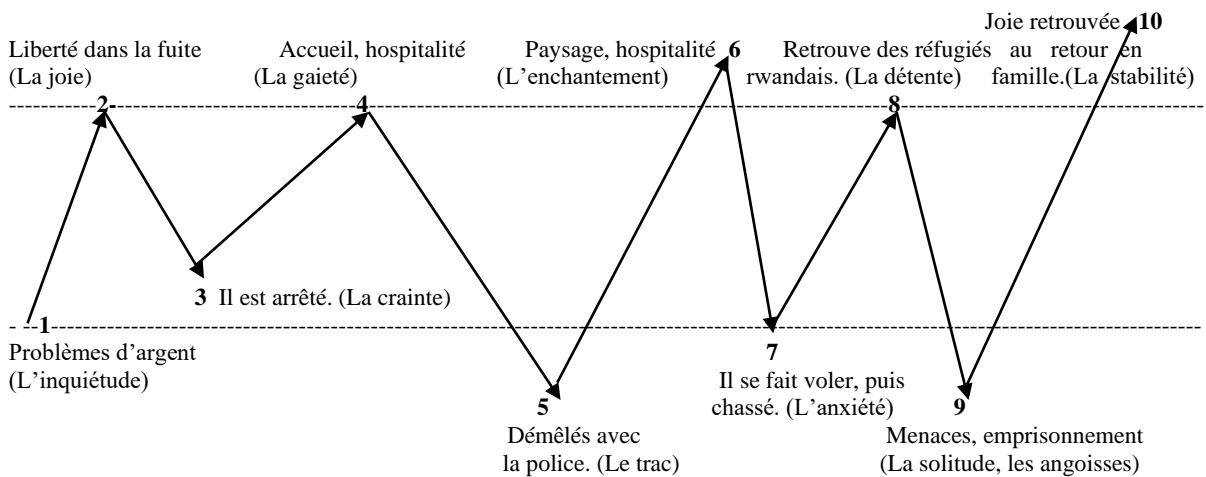 Joie retrouvée 10
Liberté dans la fuite Accueil, hospitalité Paysage, hospitalité 6 Retrouve des réfugiés au retour en
(La joie) (La gaieté) (L'enchantement) rwandais. (La détente) famille.(La stabilité)
2 4 8
3 Il est arrêté. (La crainte)
1
Problèmes d'argent 7
(L'inquiétude) Il se fait voler, puis
5 chassé. (L'anxiété) 9
Démêlés avec Menaces, emprisonnement
la police. (Le trac) (La solitude, les angoisses)